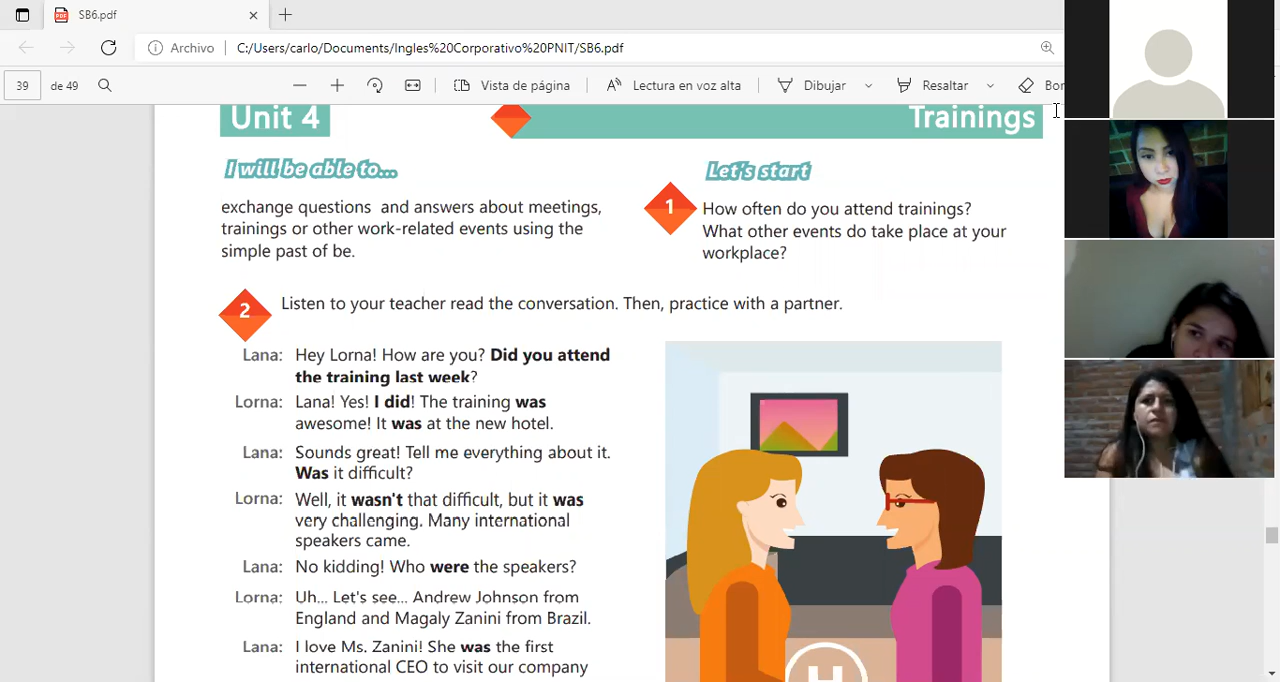 SB6.pdf
Archivo C:/Users/carlo/Documents/Ingles%20Corporativo%20PNIT/SB6.pdf
39 de 49 Vista de página Lectura en voz alta Dibujar Resaltar Bor
Unit 4 Trainings
I will be able to...
exchange questions and answers about meetings,
trainings or other work-related events using the
simple past of be.
Let's start
1
How often do you attend trainings?
What other events do take place at your
workplace?
2
Listen to your teacher read the conversation. Then, practice with a partner.
Lana: Hey Lorna! How are you? Did you attend
the training last week?
Lorna: Lana! Yes! I did! The training was
awesome! It was at the new hotel.
Lana: Sounds great! Tell me everything about it.
Was it difficult?
Lorna: Well, it wasn't that difficult, but it was
very challenging. Many international
speakers came.
Lana: No kidding! Who were the speakers?
Lorna: Uh... Let's see... Andrew Johnson from
England and Magaly Zanini from Brazil.
Lana: I love Ms. Zanini! She was the first
international CEO to visit our company
H